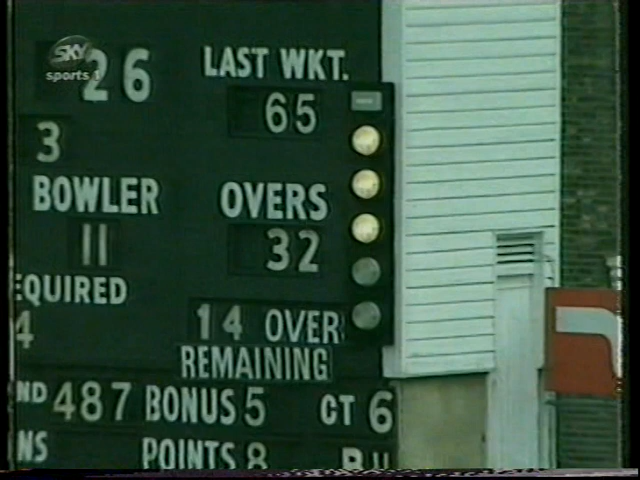 SKY
sports 1
26
LAST WKT.
65
3
BOWLER
OVERS
11
32
EQUIRED
4
14 OVER
REMAINING
ND 487 BONUS 5 CT 6
NS POINTS 8